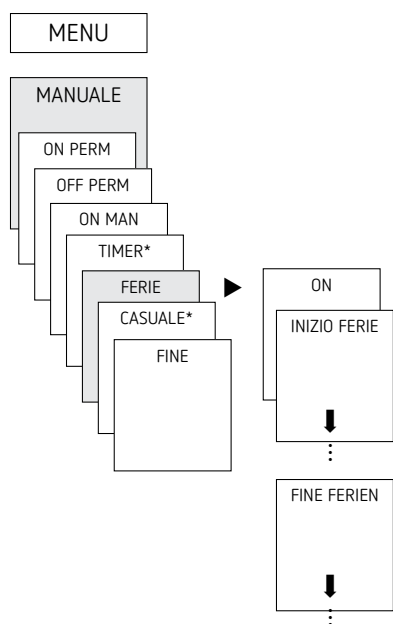 MENU
MANUALE
ON PERM
OFF PERM
ON MAN
TIMER*
FERIE
CASUALE*
FINE
ON
INIZIO FERIE
FINE FERIEN